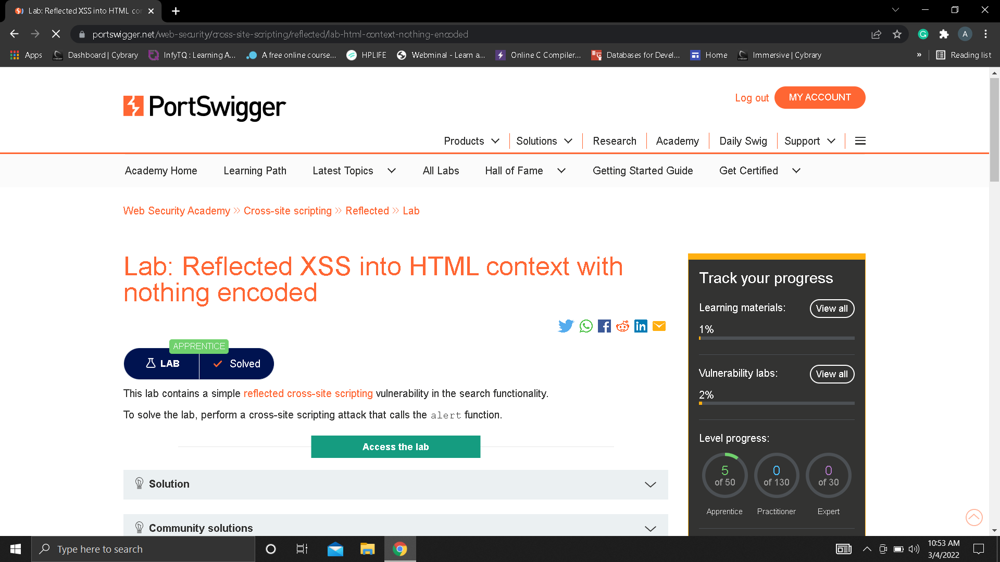 Lab: Reflected XSS into HTML cor
portswigger.net/web-security/cross-site-scripting/reflected/lab-html-context-nothing-encoded
A
Apps
Dashboard | Cybrary
InfyTQ : Learning A...
A free online course...
HPLIFE
Webminal - Learn a...
Online C Compiler...
Databases for Devel...
Home
Immersive | Cybrary
»
Reading list
PortSwigger
Log out
MY ACCOUNT
Products
Solutions
Research
Academy
Daily Swig
Support
Academy Home
Learning Path
Latest Topics
All Labs
Hall of Fame
Getting Started Guide
Get Certified
Web Security Academy » Cross-site scripting » Reflected » Lab
Lab: Reflected XSS into HTML context with
nothing encoded
APPRENTICE
LAB
Solved
This lab contains a simple reflected cross-site scripting vulnerability in the search functionality.
To solve the lab, perform a cross-site scripting attack that calls the alert function.
Access the lab
Solution
Community solutions
Track your progress
Learning materials:
View all
1%
Vulnerability labs:
View all
2%
Level progress:
5
of 50
0
of 130
0
of 30
Apprentice
Practitioner
Expert
Type here to search
10:53 AM
3/4/2022